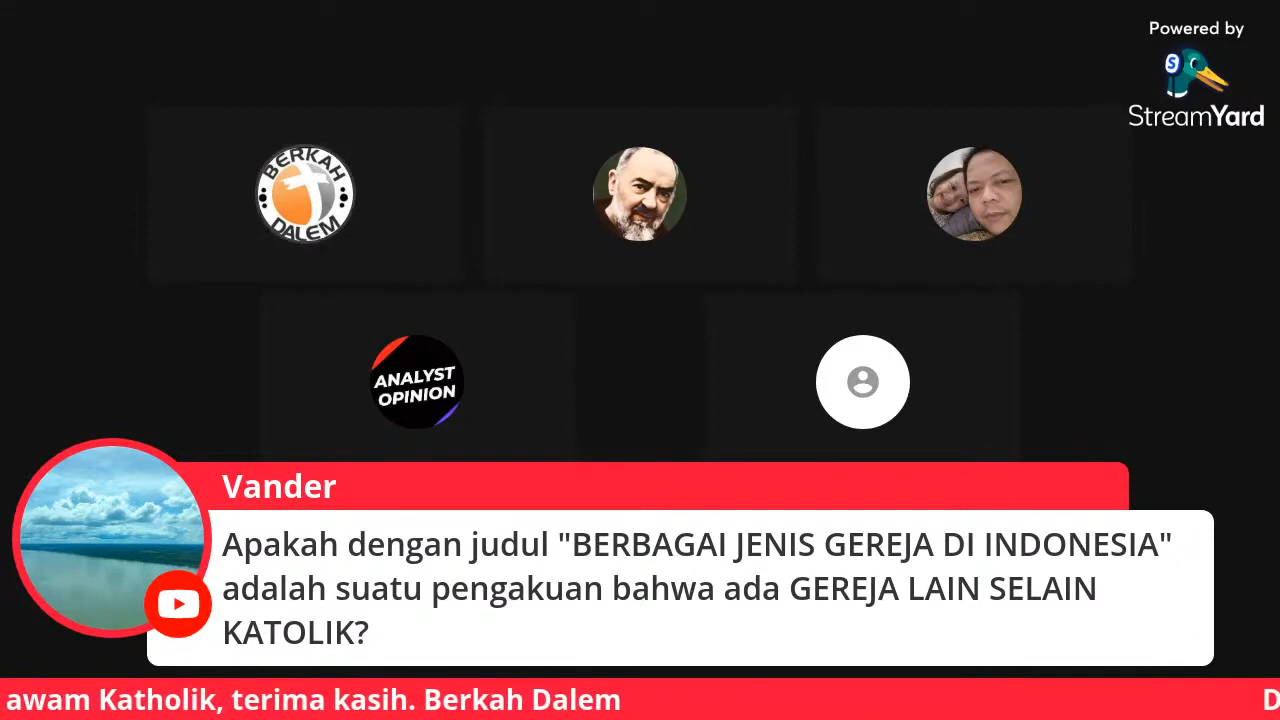 Powered by
S
StreamYard
BERKAH
DALEM
ANALYST
OPINION
Vander
Apakah dengan judul "BERBAGAI JENIS GEREJA DI INDONESIA"
adalah suatu pengakuan bahwa ada GEREJA LAIN SELAIN
KATOLIK?
awam Katholik, terima kasih. Berkah Dalem
D